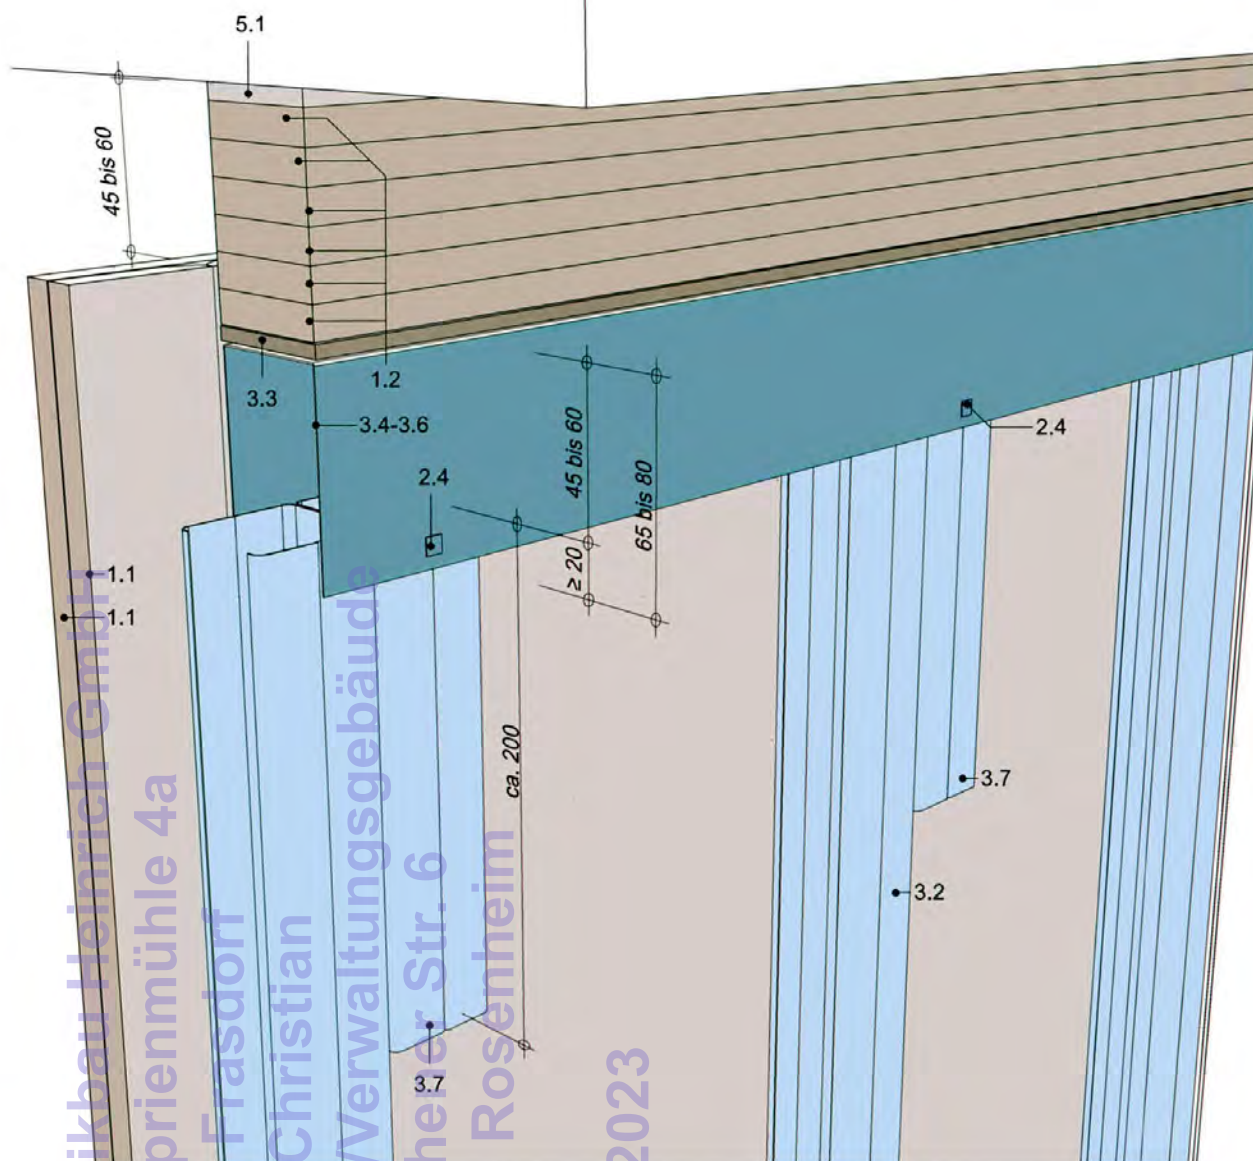 5.1
45 bis 60
1.2
3.3
3.4-3.6
2.4
2.4
45 bis 60
65 bis 80
≥ 20
1.1
1.1
ca. 200
3.7
3.2
3.7
ikbau Heinrich GmbH
prienmühle 4a
Frasdorf
Christian
/Verwaltungsgebäude
hener Str. 6
Rosenheim
2023